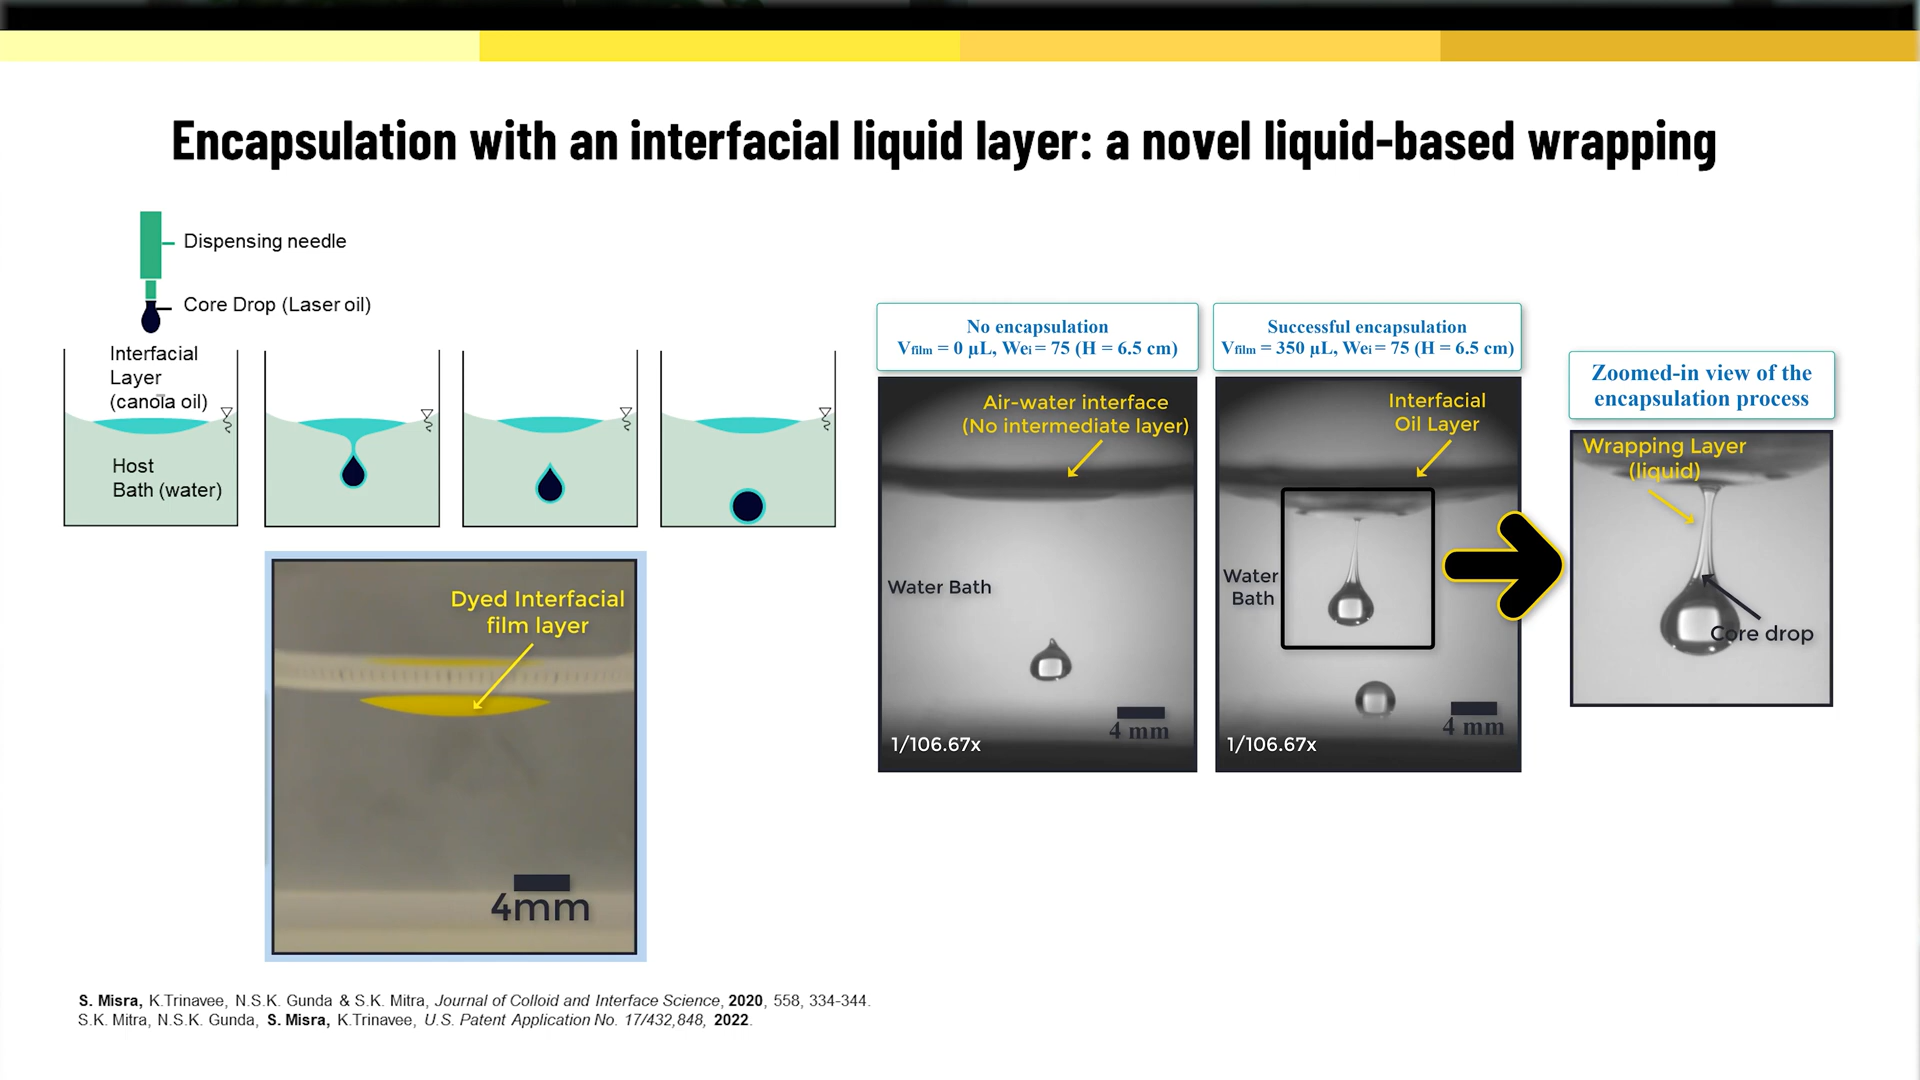 Encapsulation with an interfacial liquid layer: a novel liquid-based wrapping
Dispensing needle
Core Drop (Laser oil)
Interfacial
Layer
(canola oil)
Host
Bath (water)
Dyed Interfacial
film layer
4mm
No encapsulation
Vfilm = 0 µL, Wei = 75 (H = 6.5 cm)
Air-water interface
(No intermediate layer)
Water Bath
4 mm
1/106.67x
Successful encapsulation
Vfilm = 350 µL, Wei = 75 (H = 6.5 cm)
Interfacial
Oil Layer
Water
Bath
4 mm
1/106.67x
Zoomed-in view of the
encapsulation process
Wrapping Layer
(liquid)
Core drop
S. Misra, K.Trinavee, N.S.K. Gunda & S.K. Mitra, Journal of Colloid and Interface Science, 2020, 558, 334-344.
S.K. Mitra, N.S.K. Gunda, S. Misra, K.Trinavee, U.S. Patent Application No. 17/432,848, 2022.